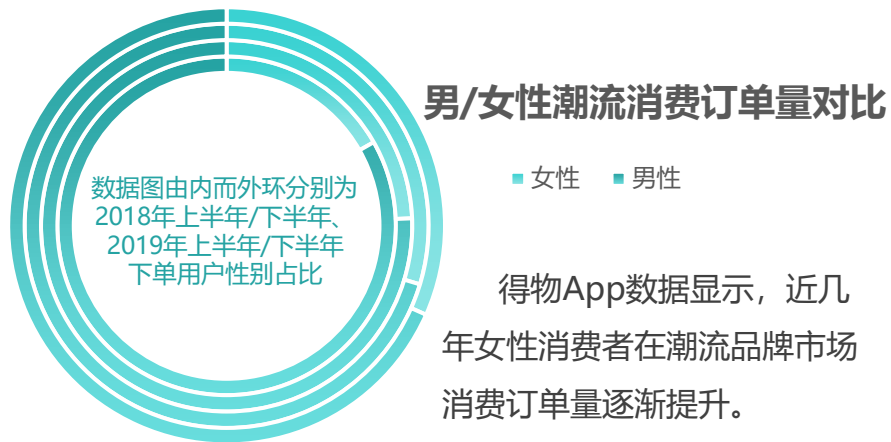 男/女性潮流消费订单量对比
女性 男性
数据图由内而外环分别为
2018年上半年/下半年、
2019年上半年/下半年
下单用户性别占比
得物App数据显示，近几
年女性消费者在潮流品牌市场
消费订单量逐渐提升。